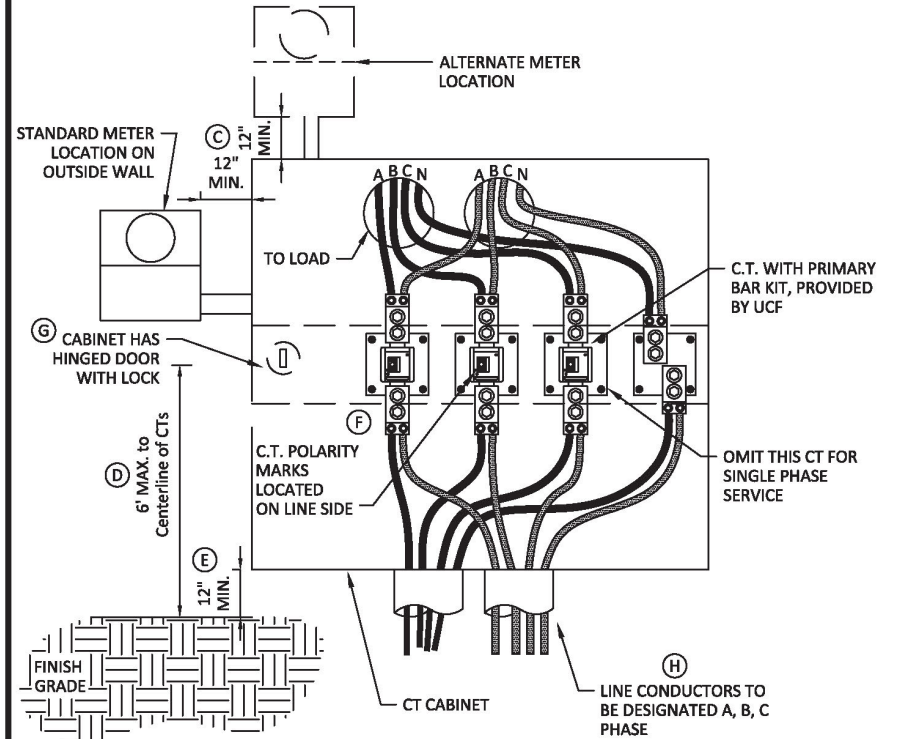 ALTERNATE METER
LOCATION
STANDARD METER
LOCATION ON
OUTSIDE WALL
C
12"
MIN.
12"
MIN.
A B C N
A B C N
TO LOAD
C.T. WITH PRIMARY
BAR KIT, PROVIDED
BY UCF
G
CABINET HAS
HINGED DOOR
WITH LOCK
F
C.T. POLARITY
MARKS
LOCATED
ON LINE SIDE
OMIT THIS CT FOR
SINGLE PHASE
SERVICE
D
6' MAX. to
Centerline of CTs
E
12"
MIN.
FINISH
GRADE
CT CABINET
H
LINE CONDUCTORS TO
BE DESIGNATED A, B, C
PHASE